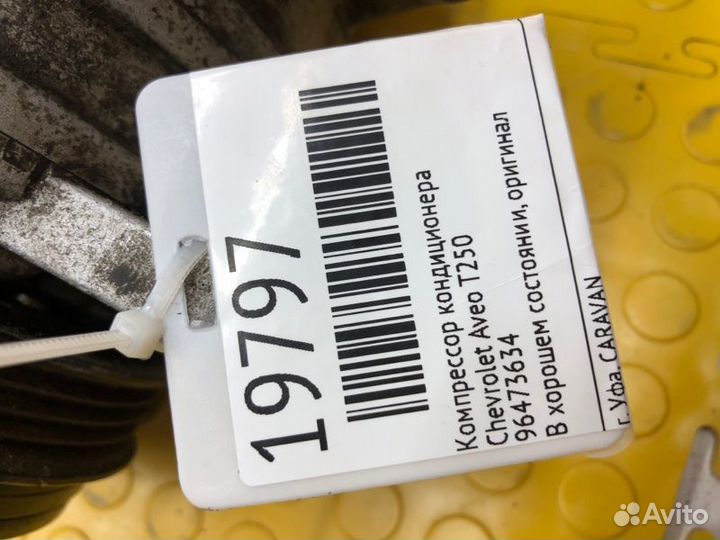 19797
Компрессор кондиционера
Chevrolet Aveo T250
96473634
В хорошем состоянии, оригинал
г.Уфа, CARAVAN
Avito